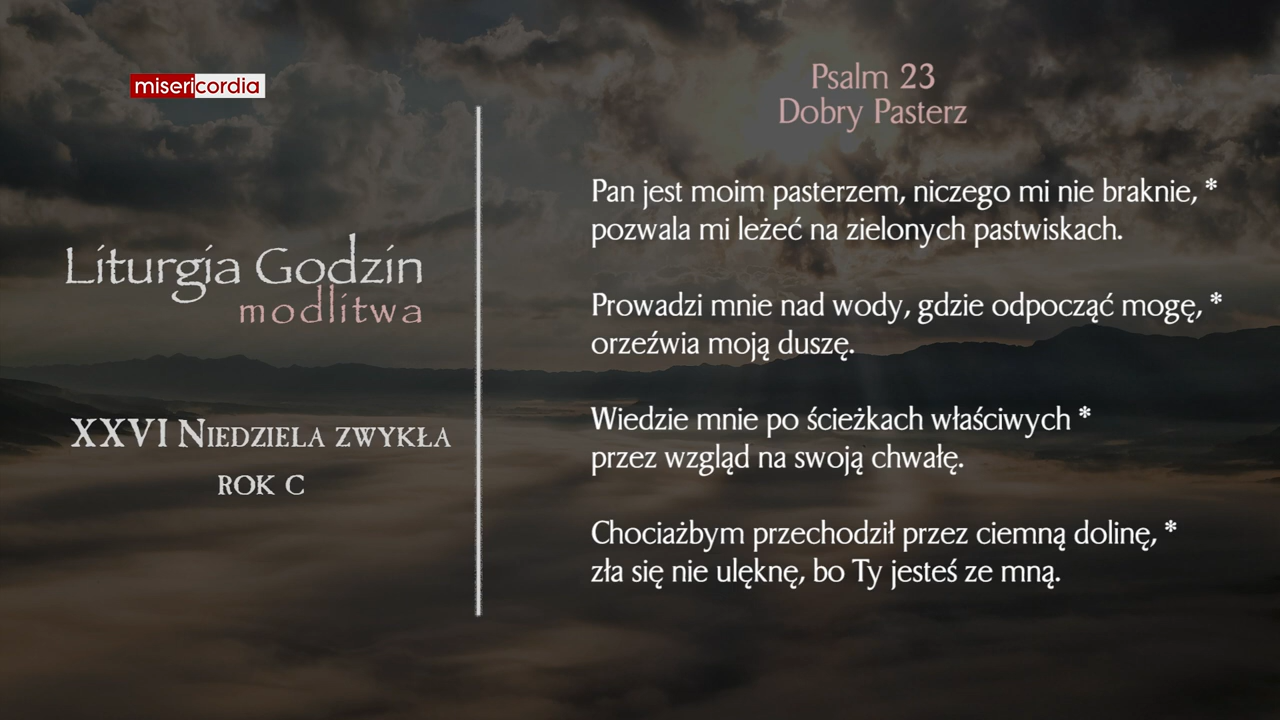 misericordia
Liturgia Godzin
modlitwa
XXVI Niedziela zwykła
rok C
Psalm 23
Dobry Pasterz
Pan jest moim pasterzem, niczego mi nie braknie, *
pozwala mi leżeć na zielonych pastwiskach.
Prowadzi mnie nad wody, gdzie odpocząć mogę, *
orzeźwia moją duszę.
Wiedzie mnie po ścieżkach właściwych *
przez wzgląd na swoją chwałę.
Chociażbym przechodził przez ciemną dolinę, *
zła się nie ulęknę, bo Ty jesteś ze mną.